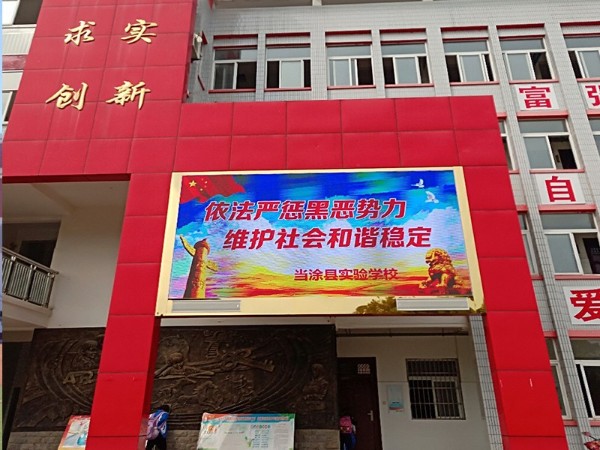 求实
创新
依法严惩黑恶势力
维护社会和谐稳定
当涂县实验学校
富强
自
爱